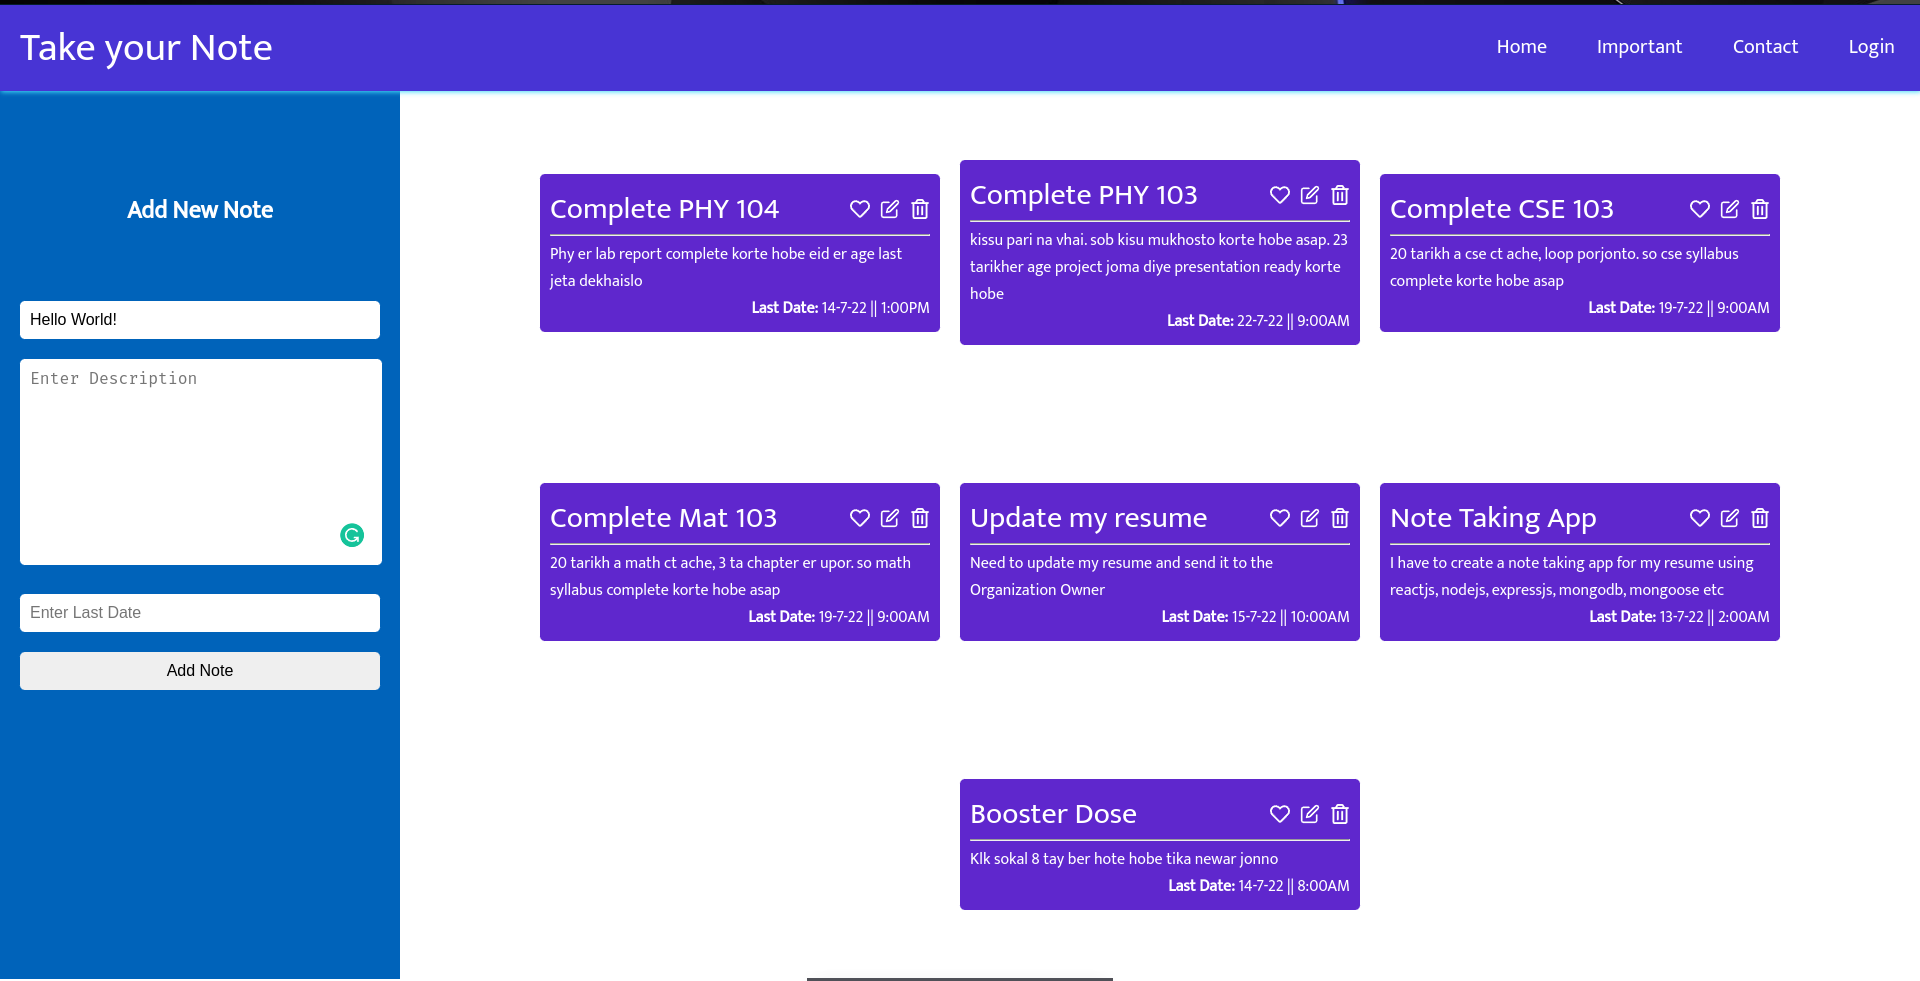 Take your Note
Home Important Contact Login
Add New Note
Hello World!
Enter Description
Enter Last Date
Add Note
Complete PHY 104
Phy er lab report complete korte hobe eid er age last
jeta dekhaislo
Last Date: 14-7-22 || 1:00PM
Complete PHY 103
kissu pari na vhai. sob kisu mukhosto korte hobe asap. 23
tarikher age project joma diye presentation ready korte
hobe
Last Date: 22-7-22 || 9:00AM
Complete CSE 103
20 tarikh a cse ct ache, loop porjonto. so cse syllabus
complete korte hobe asap
Last Date: 19-7-22 || 9:00AM
Complete Mat 103
20 tarikh a math ct ache, 3 ta chapter er upor. so math
syllabus complete korte hobe asap
Last Date: 19-7-22 || 9:00AM
Update my resume
Need to update my resume and send it to the
Organization Owner
Last Date: 15-7-22 || 10:00AM
Note Taking App
I have to create a note taking app for my resume using
reactjs, nodejs, expressjs, mongodb, mongoose etc
Last Date: 13-7-22 || 2:00AM
Booster Dose
Klk sokal 8 tay ber hote hobe tika newar jonno
Last Date: 14-7-22 || 8:00AM